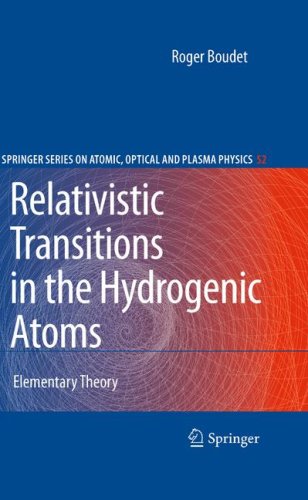 Roger Boudet
SPRINGER SERIES ON ATOMIC, OPTICAL AND PLASMA PHYSICS 52
Relativistic
Transitions
in the Hydrogenic
Atoms
Elementary Theory
Springer